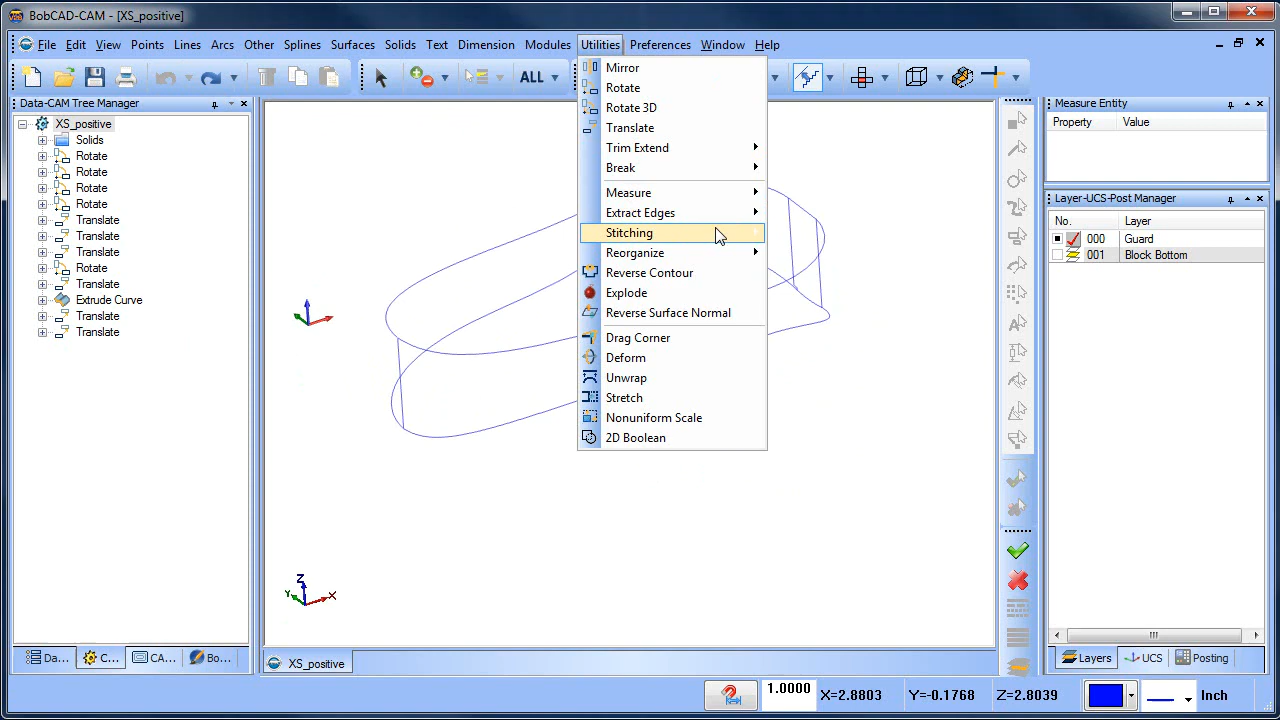 BobCAD-CAM - [XS_positive]
File Edit View Points Lines Arcs Other Splines Surfaces Solids Text Dimension Modules Utilities Preferences Window Help
ALL
Data-CAM Tree Manager
XS_positive
Solids
Rotate
Rotate
Rotate
Rotate
Translate
Translate
Translate
Rotate
Translate
Extrude Curve
Translate
Translate
Da...
C...
CA...
Bo...
Mirror
Rotate
Rotate 3D
Translate
Trim Extend
Break
Measure
Extract Edges
Stitching
Reorganize
Reverse Contour
Explode
Reverse Surface Normal
Drag Corner
Deform
Unwrap
Stretch
Nonuniform Scale
2D Boolean
Z
Y
X
XS_positive
Measure Entity
Property Value
Layer-UCS-Post Manager
No. Layer
000 Guard
001 Block Bottom
Layers UCS Posting
1.0000 X=2.8803 Y=-0.1768 Z=2.8039 Inch